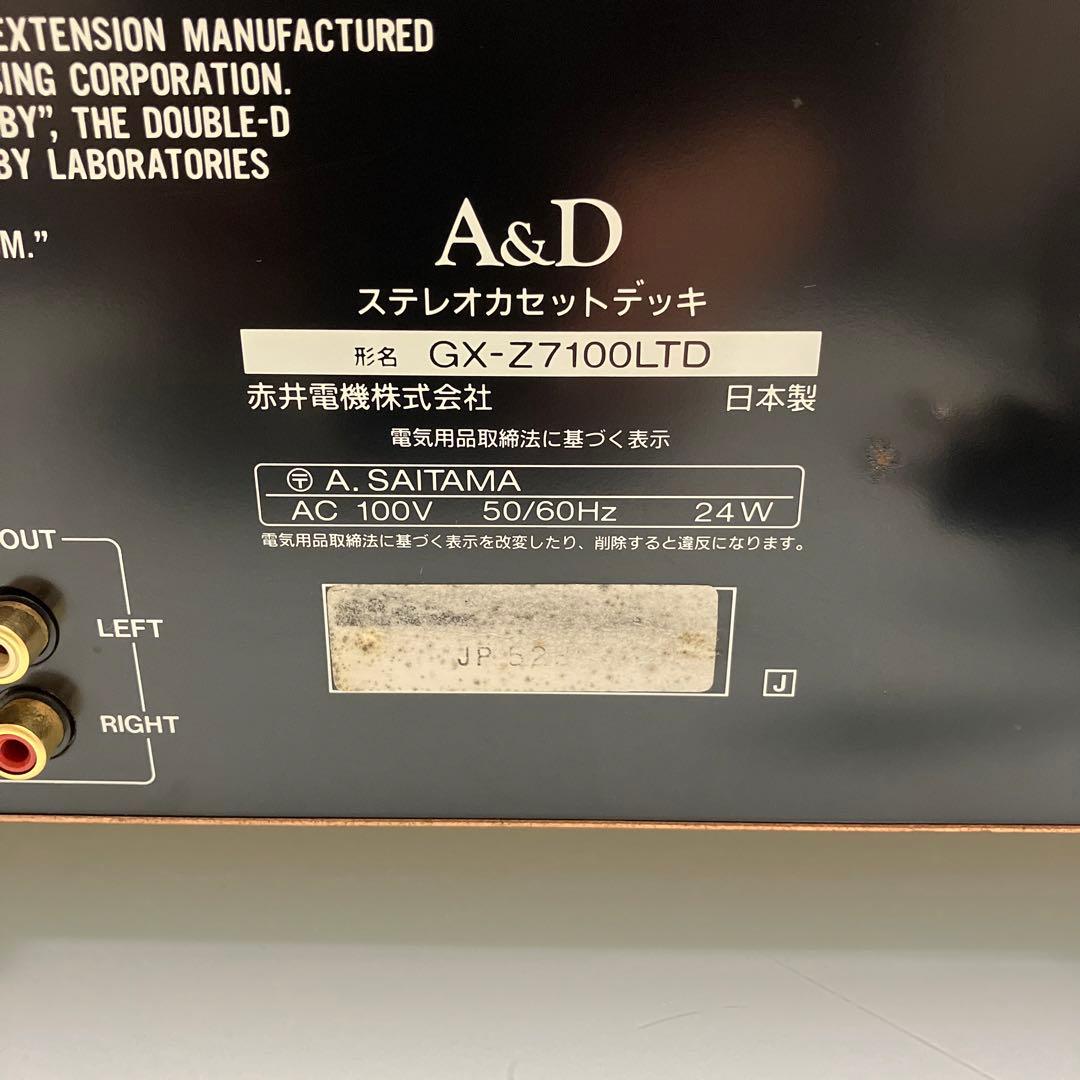 EXTENSION MANUFACTURED
SING CORPORATION.
BY", THE DOUBLE-D
BY LABORATORIES
M."
A&D
ステレオカセットデッキ
形名 GX-Z7100LTD
赤井電機株式会社 日本製
電気用品取締法に基づく表示
〶 A. SAITAMA
AC 100V 50/60Hz 24W
電気用品取締法に基づく表示を改変したり、削除すると違反になります。
OUT
LEFT
JP 52
J
RIGHT